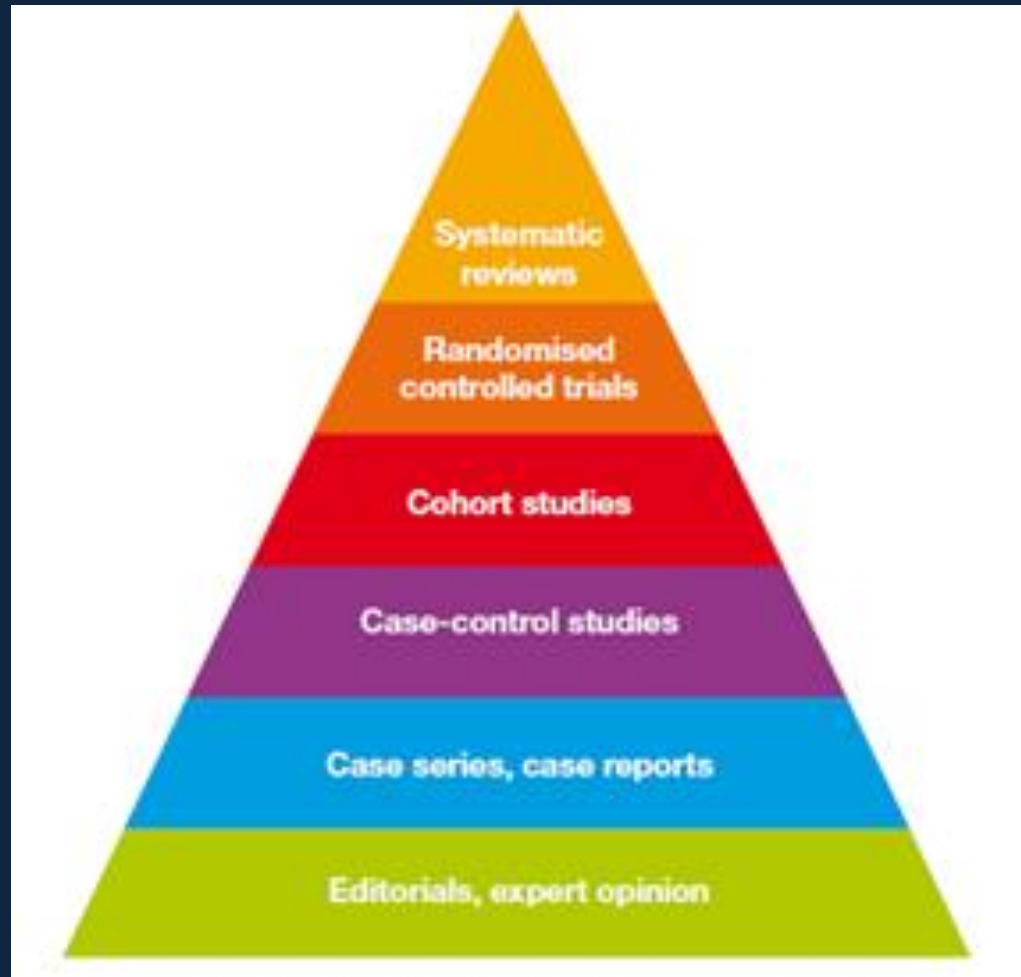 Systematic
reviews
Randomised
controlled trials
Cohort studies
Case-control studies
Case series, case reports
Editorials, expert opinion